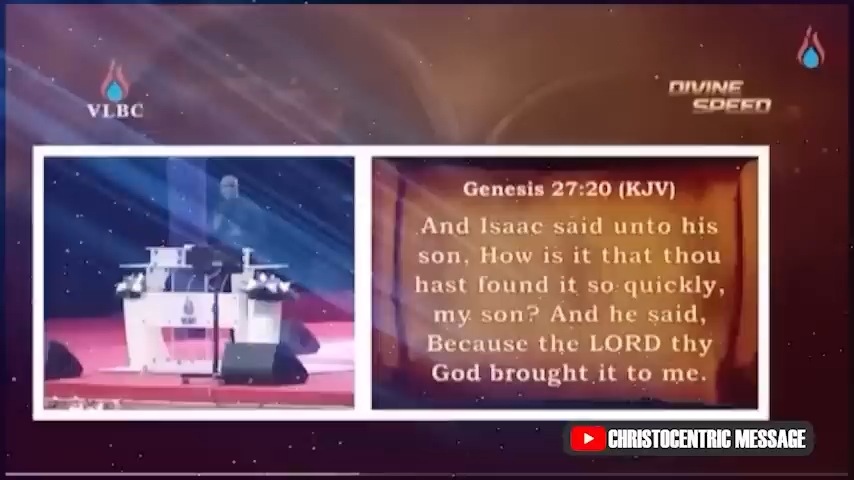 VLBC
DIVINE
SPEED
Genesis 27:20 (KJV)
And Isaac said unto his
son, How is it that thou
hast found it so quickly,
my son? And he said,
Because the LORD thy
God brought it to me.
CHRISTOCENTRIC MESSAGE